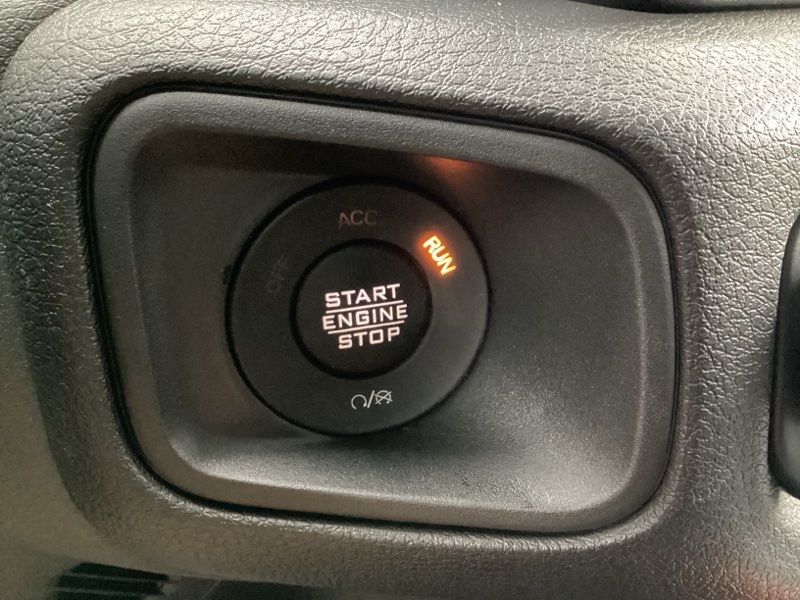 ACC
OFF
RUN
START
ENGINE
STOP